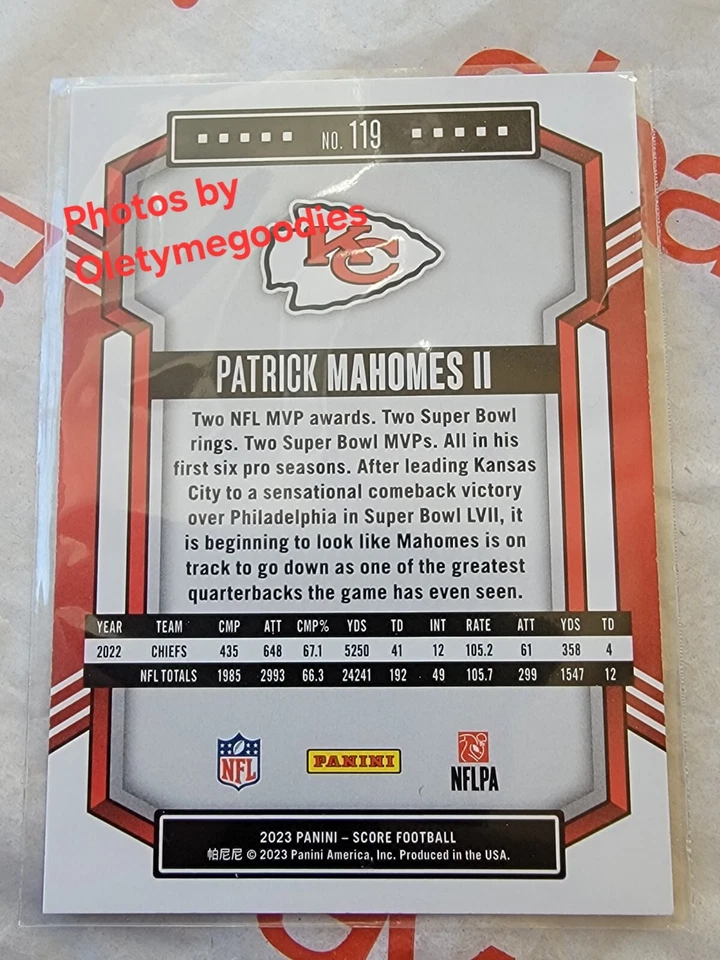 NO. 119
Photos by
Oletymegoodies
KC
PATRICK MAHOMES II
Two NFL MVP awards. Two Super Bowl
rings. Two Super Bowl MVPs. All in his
first six pro seasons. After leading Kansas
City to a sensational comeback victory
over Philadelphia in Super Bowl LVII, it
is beginning to look like Mahomes is on
track to go down as one of the greatest
quarterbacks the game has even seen.
YEAR TEAM CMP ATT CMP% YDS TD INT RATE ATT YDS TD
2022 CHIEFS 435 648 67.1 5250 41 12 105.2 61 358 4
NFL TOTALS 1985 2993 66.3 24241 192 49 105.7 299 1547 12
NFL PANINI NFLPA
2023 PANINI – SCORE FOOTBALL
帕尼尼 © 2023 Panini America, Inc. Produced in the USA.